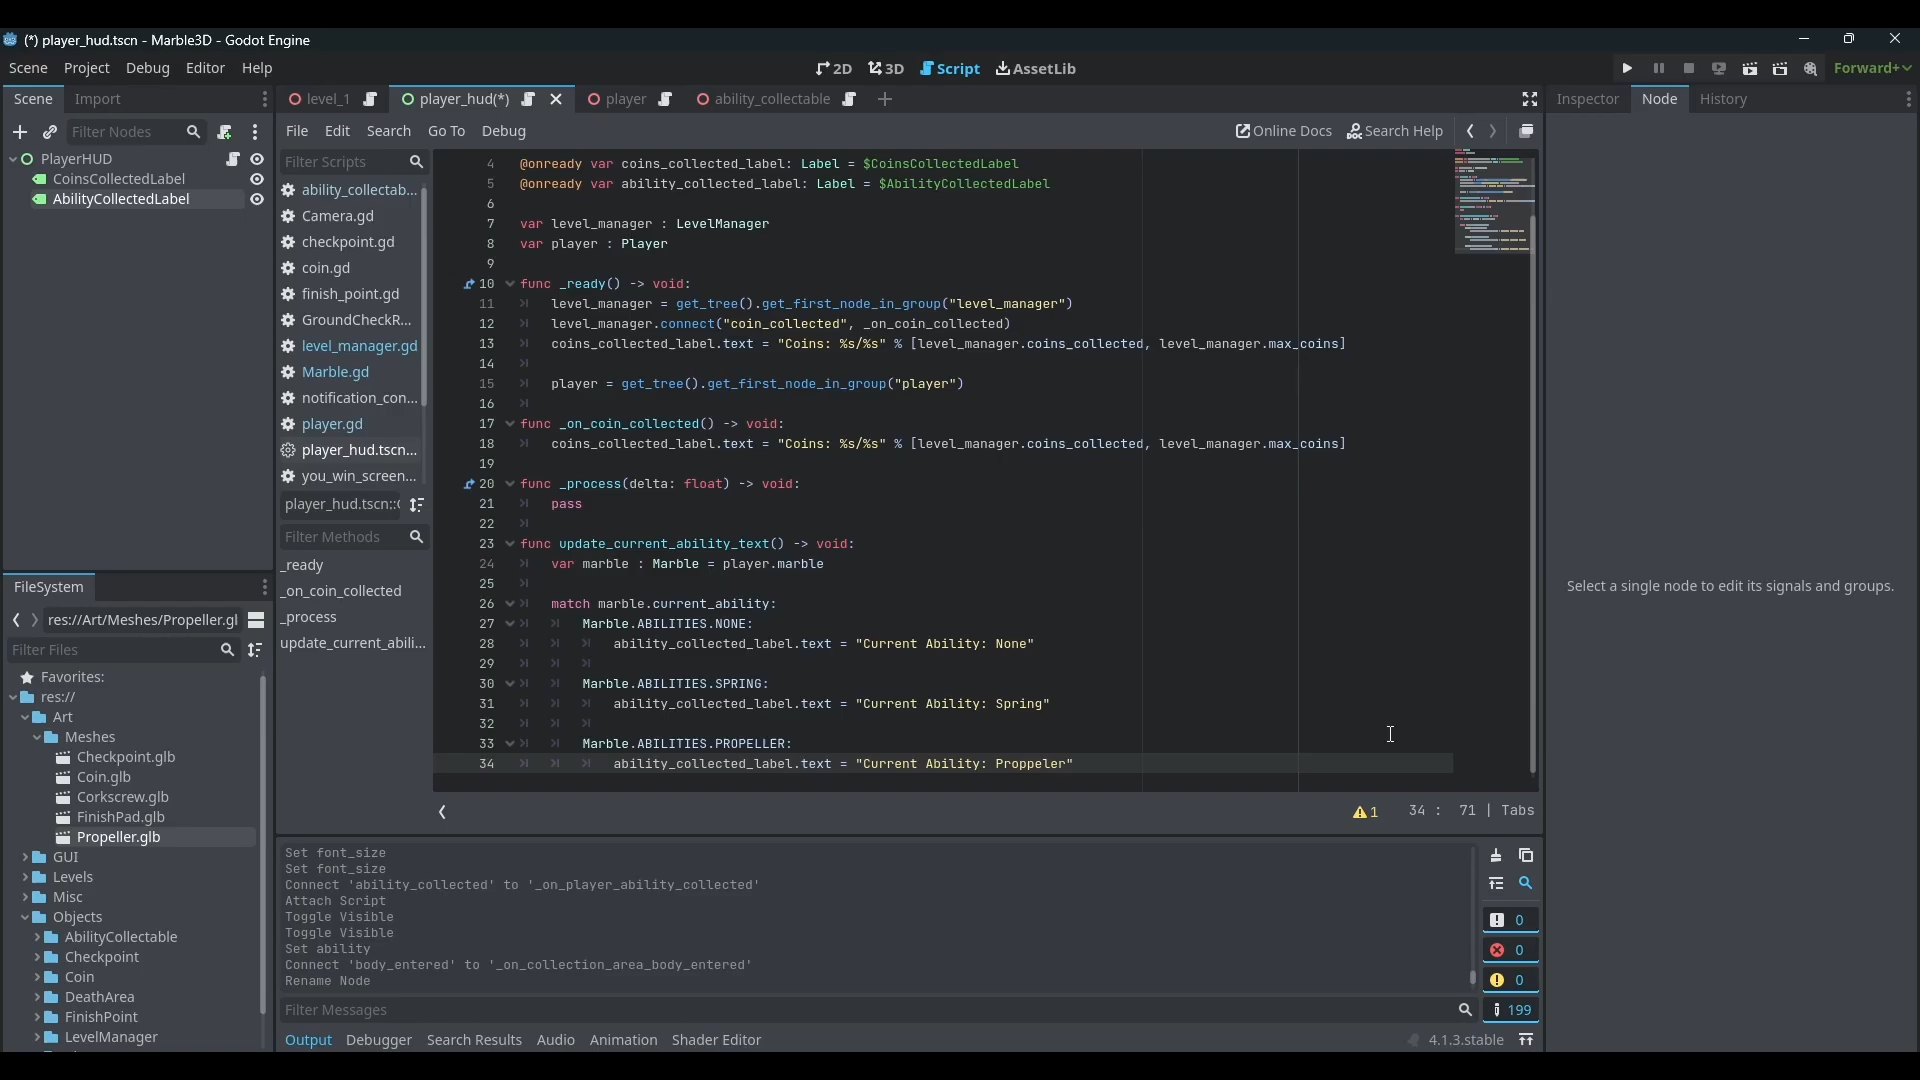 (*) player_hud.tscn - Marble3D - Godot Engine
Scene Project Debug Editor Help
2D 3D Script AssetLib
Forward+
Scene Import
level_1 player_hud(*) player ability_collectable
Inspector Node History
Filter Nodes
File Edit Search Go To Debug
Online Docs Search Help
PlayerHUD
CoinsCollectedLabel
AbilityCollectedLabel
Filter Scripts
ability_collectab...
Camera.gd
checkpoint.gd
coin.gd
finish_point.gd
GroundCheckR...
level_manager.gd
Marble.gd
notification_con...
player.gd
player_hud.tscn...
you_win_screen...
player_hud.tscn::(
Filter Methods
_ready
_on_coin_collected
_process
update_current_abili...
4 @onready var coins_collected_label: Label = $CoinsCollectedLabel
5 @onready var ability_collected_label: Label = $AbilityCollectedLabel
6
7 var level_manager : LevelManager
8 var player : Player
9
10 func _ready() -> void:
11 level_manager = get_tree().get_first_node_in_group("level_manager")
12 level_manager.connect("coin_collected", _on_coin_collected)
13 coins_collected_label.text = "Coins: %s/%s" % [level_manager.coins_collected, level_manager.max_coins]
14
15 player = get_tree().get_first_node_in_group("player")
16
17 func _on_coin_collected() -> void:
18 coins_collected_label.text = "Coins: %s/%s" % [level_manager.coins_collected, level_manager.max_coins]
19
20 func _process(delta: float) -> void:
21 pass
22
23 func update_current_ability_text() -> void:
24 var marble : Marble = player.marble
25
26 match marble.current_ability:
27 Marble.ABILITIES.NONE:
28 ability_collected_label.text = "Current Ability: None"
29
30 Marble.ABILITIES.SPRING:
31 ability_collected_label.text = "Current Ability: Spring"
32
33 Marble.ABILITIES.PROPELLER:
34 ability_collected_label.text = "Current Ability: Proppeler"
1 34 : 71 | Tabs
Select a single node to edit its signals and groups.
FileSystem
res://Art/Meshes/Propeller.gl
Filter Files
Favorites:
res://
Art
Meshes
Checkpoint.glb
Coin.glb
Corkscrew.glb
FinishPad.glb
Propeller.glb
GUI
Levels
Misc
Objects
AbilityCollectable
Checkpoint
Coin
DeathArea
FinishPoint
LevelManager
Set font_size
Set font_size
Connect 'ability_collected' to '_on_player_ability_collected'
Attach Script
Toggle Visible
Toggle Visible
Set ability
Connect 'body_entered' to '_on_collection_area_body_entered'
Rename Node
0
0
0
199
Filter Messages
Output Debugger Search Results Audio Animation Shader Editor
4.1.3.stable